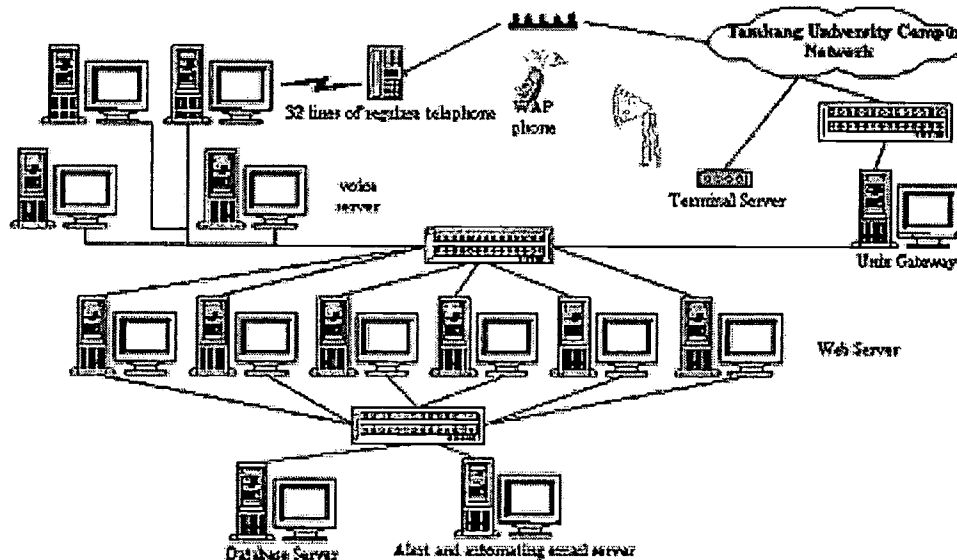 Tamkang University Campus
Network
32 lines of regular telephone
WAP
phone
voice
server
Terminal Server
Unix Gateway
Web Server
Database Server
Alert and automating email server